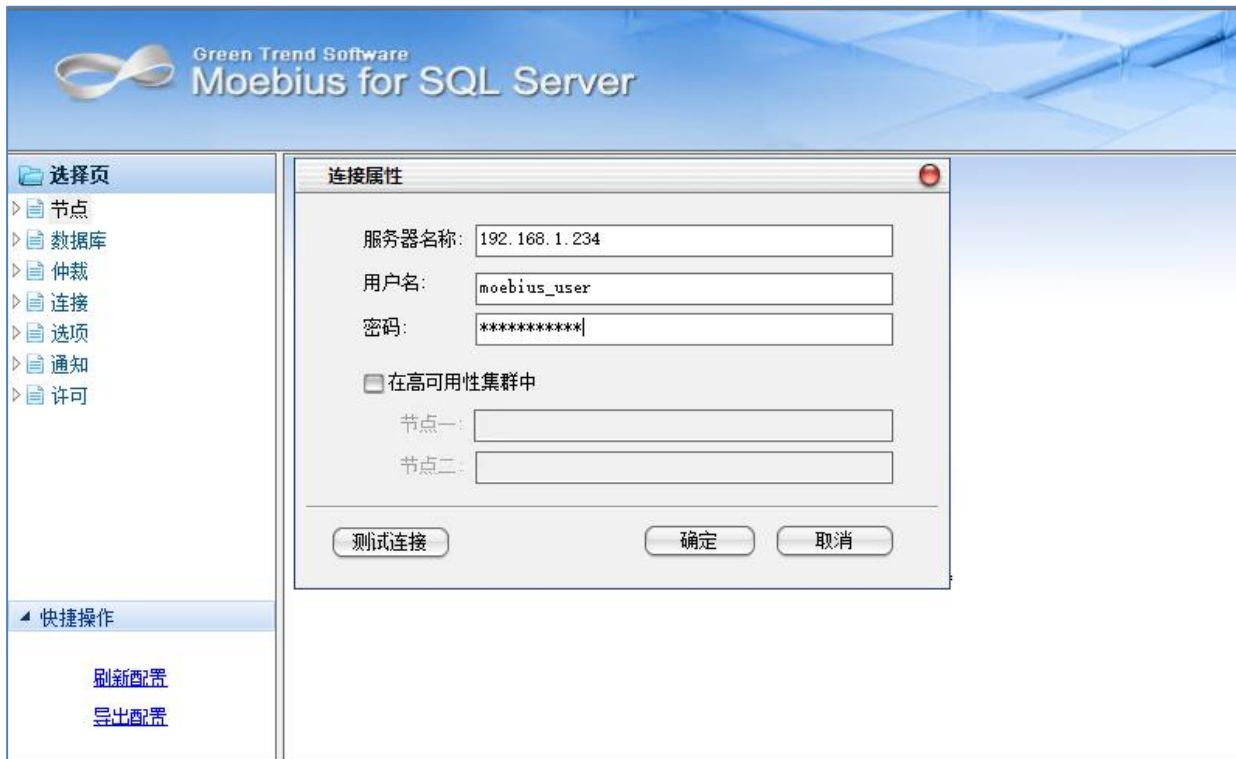 Green Trend Software
Moebius for SQL Server
选择页
节点
数据库
仲裁
连接
选项
通知
许可
快捷操作
刷新配置
导出配置
连接属性
服务器名称: 192.168.1.234
用户名: moebius_user
密码: ***********
在高可用性集群中
节点一:
节点二:
测试连接 确定 取消